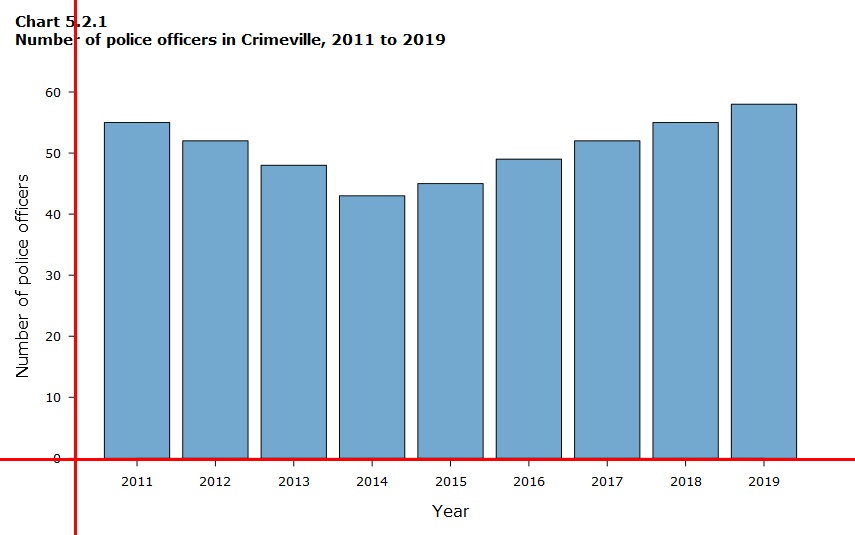 Chart 5.2.1
Number of police officers in Crimeville, 2011 to 2019
60
50
40
30
20
10
0
Number of police officers
2011 2012 2013 2014 2015 2016 2017 2018 2019
Year